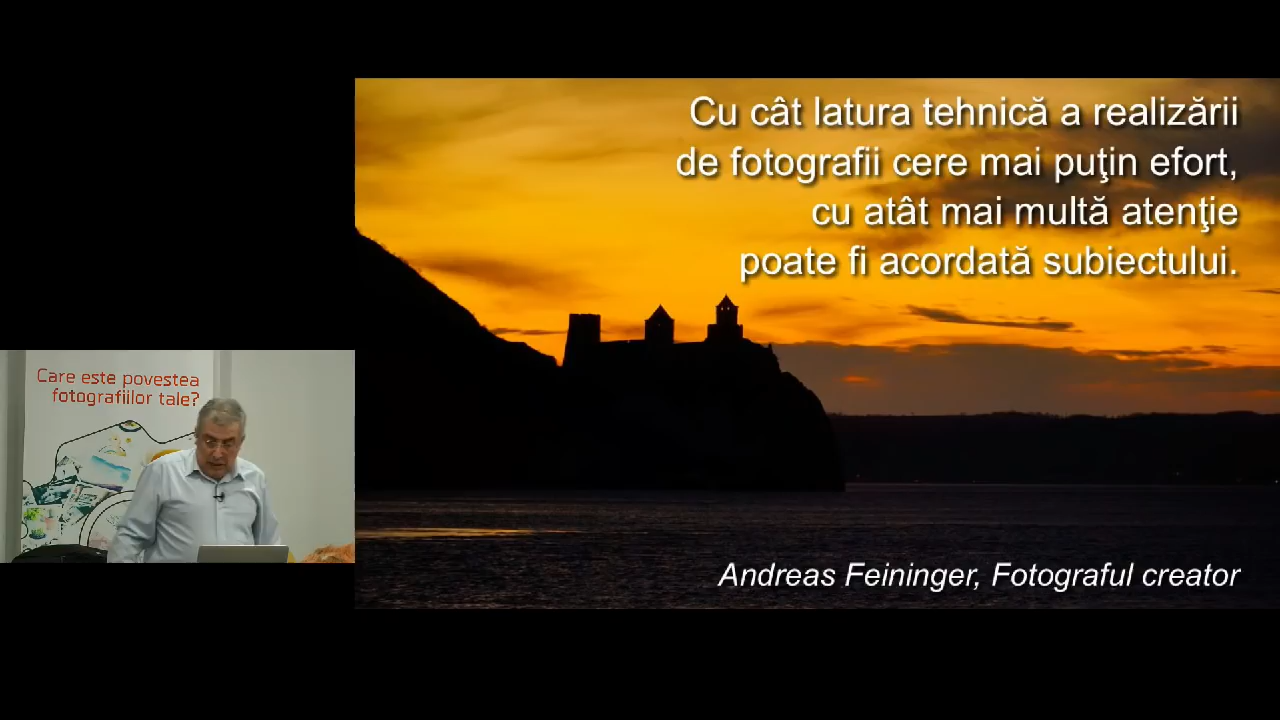 Cu cât latura tehnică a realizării
de fotografii cere mai puţin efort,
cu atât mai multă atenţie
poate fi acordată subiectului.
Care este povestea
fotografiilor tale?
Andreas Feininger, Fotograful creator